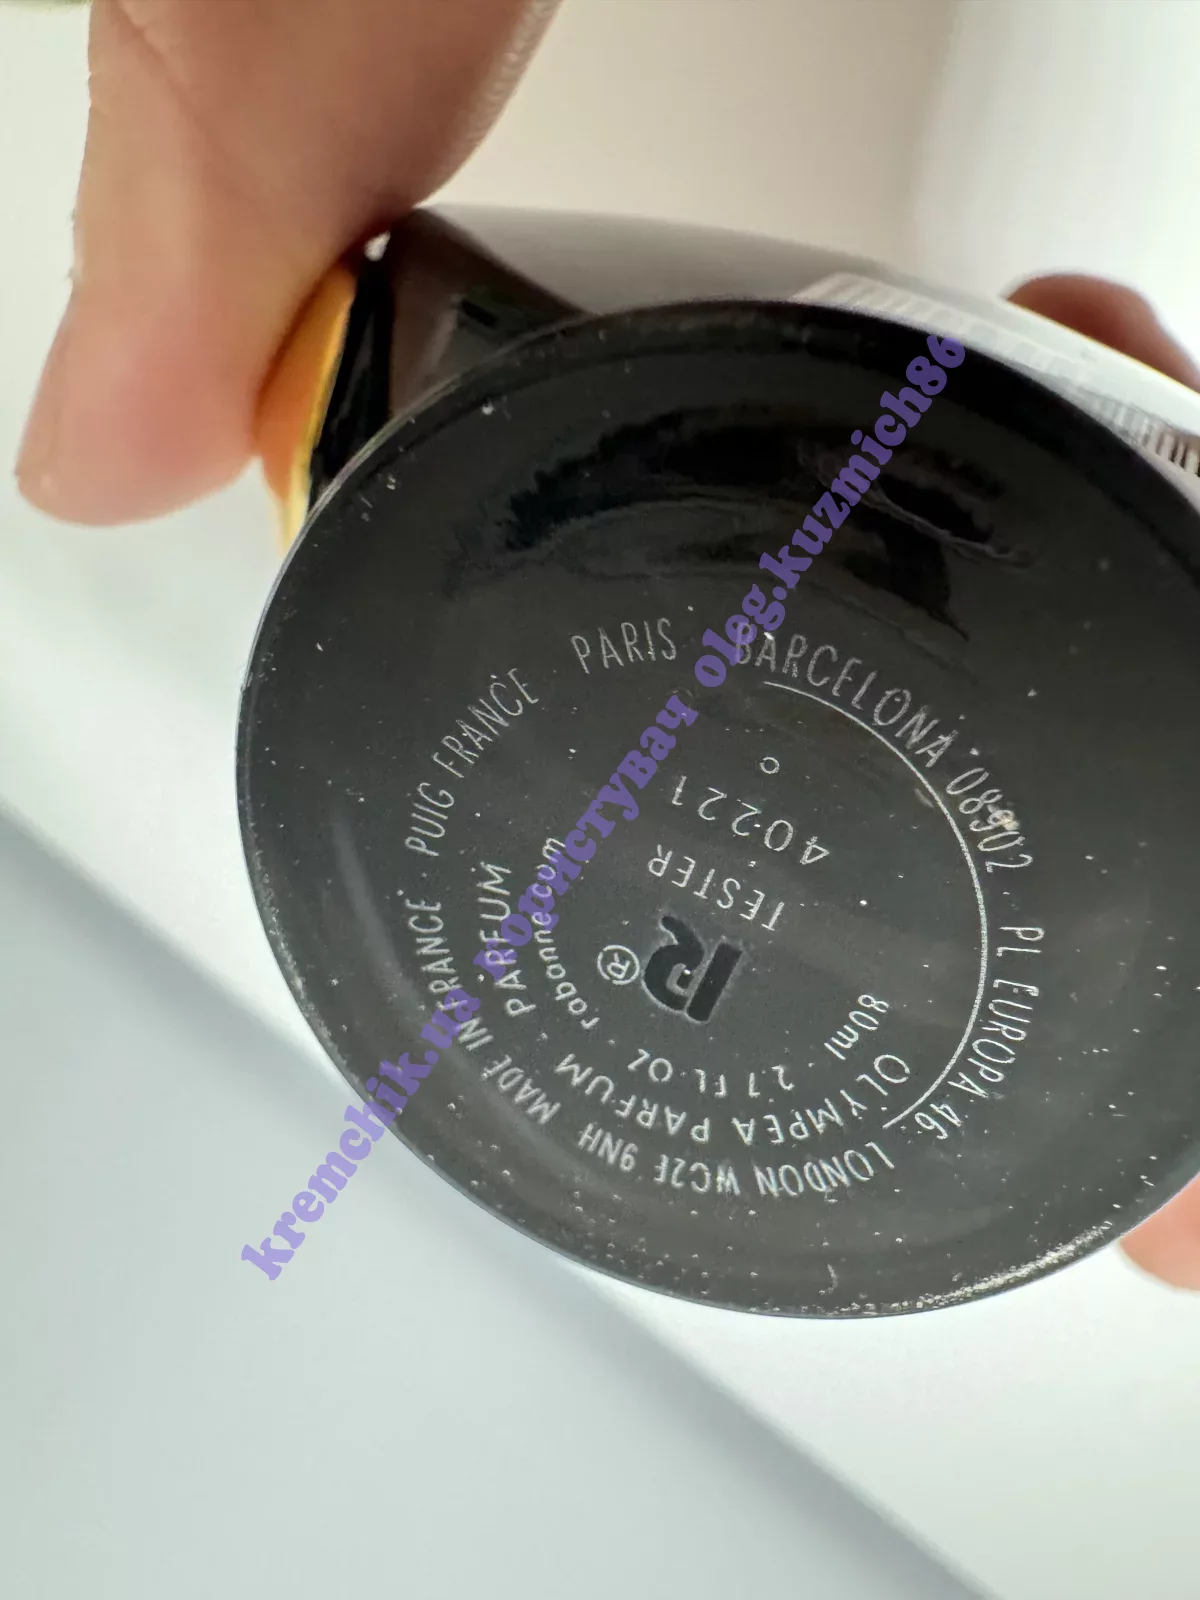 MADE IN FRANCE · PUIG FRANCE · PARIS · BARCELONA 08902 · PL EUROPA 46 · LONDON WC2E 9NH
OLYMPEA PARFUM · PARFUM
80ml · 2.7 FL. OZ · rabanne.com
R®
TESTER
40221
C
kremchik.ua користувач oleg.kuzmich86